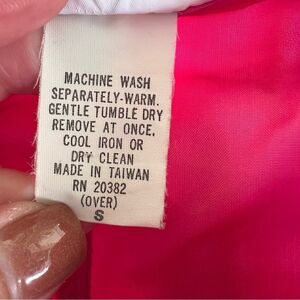 MACHINE WASH
SEPARATELY-WARM.
GENTLE TUMBLE DRY
REMOVE AT ONCE.
COOL IRON OR
DRY CLEAN
MADE IN TAIWAN
RN 20382
(OVER)
S